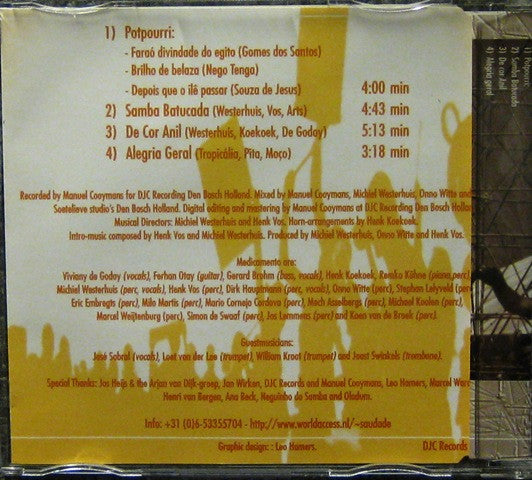 1) Potpourri:
- Faraó divindade do egito (Gomes dos Santos)
- Brilho de belaza (Nego Tenga)
- Depois que o ilê passar (Souza de Jesus) 4:00 min
2) Samba Batucada (Westerhuis, Vos, Arts) 4:43 min
3) De Cor Anil (Westerhuis, Koekoek, De Godoy) 5:13 min
4) Alegria Geral (Tropicália, Pita, Moço) 3:18 min
Recorded by Manuel Cooymans for DJC Recording Den Bosch Holland. Mixed by Manuel Cooymans, Michiel Westerhuis, Onno Witte and
Soetelieve studio's Den Bosch Holland. Digital editing and mastering by Manuel Cooymans at DJC Recording Den Bosch Holland.
Musical Directors: Michiel Westerhuis and Henk Vos. Horn-arrangements by Henk Koekoek.
Intro-music composed by Henk Vos and Michiel Westerhuis. Produced by Michiel Westerhuis, Onno Witte and Henk Vos.
Medicamento are:
Viviany de Godoy (vocals), Ferhan Otay (guitar), Gerard Brohm (bass, vocals), Henk Koekoek, Remko Kühne (piano,perc)
Michiel Westerhuis (perc, vocals), Henk Vos (perc), Dirk Hauptmann (perc, vocals), Onno Witte (perc), Stephan Lelyveld (perc)
Eric Embregts (perc), Milo Martis (perc), Mario Cornejo Cordova (perc), Moch Asselbergs (perc), Michael Koolen (perc),
Marcel Weijtenburg (perc), Simon de Swaaf (perc), Jos Lemmens (perc) and Koen van de Broek (perc).
Guestmusicians:
José Sobral (vocals), Loet van der Lee (trumpet), William Kraat (trumpet) and Joost Swinkels (trombone).
Special Thanks: Jos Heijs & the Arjan van Dijk-groep, Jan Wirken, DJC Records and Manuel Cooymans, Leo Hamers, Marcel
Henri van Bergen, Ana Beck, Neguinho do Samba and Olodum.
Info: +31 (0)6-53355704 - http://www.worldaccess.nl/~saudade
Graphic design: : Leo Hamers.
DJC Records
1) Potpourri:
2) Samba Batucada
3) De Cor Anil
4) Alegria geral